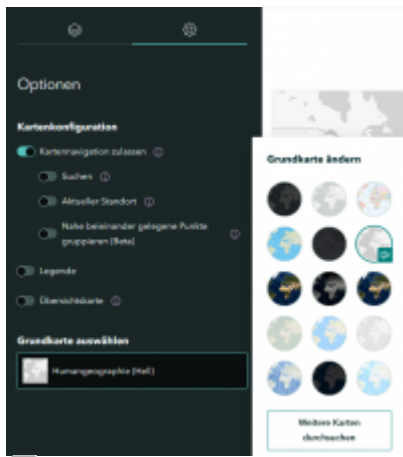 Optionen
Kartenkonfiguration
Kartennavigation zulassen
Suchen
Aktueller Standort
Nahe beieinander gelegene Punkte
gruppieren (Beta)
Legende
Übersichtskarte
Grundkarte auswählen
Humangeographie (Hell)
Grundkarte ändern
Weitere Karten
durchsuchen